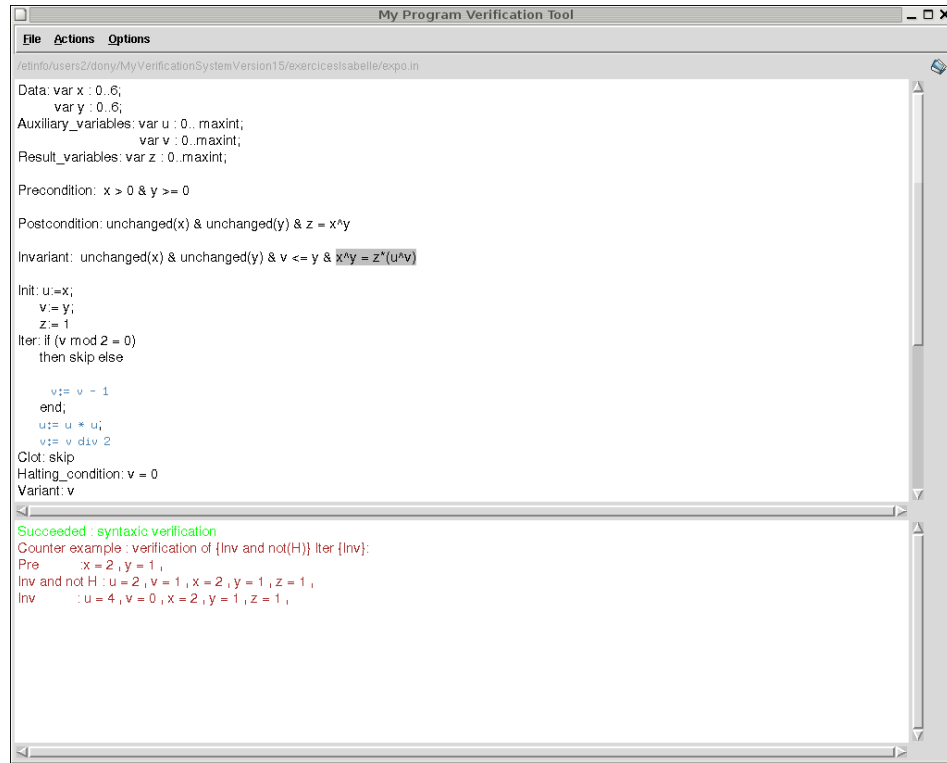 My Program Verification Tool
File Actions Options
/etinfo/users2/dony/MyVerificationSystemVersion15/exercicesIsabelle/expo.in
Data: var x : 0..6;
var y : 0..6;
Auxiliary_variables: var u : 0.. maxint;
var v : 0..maxint;
Result_variables: var z : 0..maxint;
Precondition: x > 0 & y >= 0
Postcondition: unchanged(x) & unchanged(y) & z = x^y
Invariant: unchanged(x) & unchanged(y) & v <= y & x^y = z*(u^v)
Init: u:=x;
v:= y;
z:= 1
Iter: if (v mod 2 = 0)
then skip else
v:= v - 1
end;
u:= u * u;
v:= v div 2
Clot: skip
Halting_condition: v = 0
Variant: v
Succeeded : syntaxic verification
Counter example : verification of {Inv and not(H)} Iter {Inv}:
Pre :x = 2 , y = 1 ,
Inv and not H : u = 2 , v = 1 , x = 2 , y = 1 , z = 1 ,
Inv : u = 4 , v = 0 , x = 2 , y = 1 , z = 1 ,